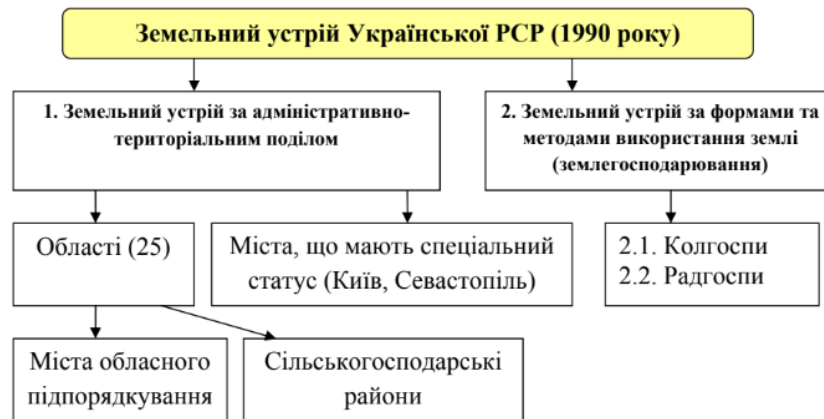 Земельний устрій Української РСР (1990 року)
1. Земельний устрій за адміністративно-
територіальним поділом
2. Земельний устрій за формами та
методами використання землі
(землегосподарювання)
Області (25)
Міста, що мають спеціальний
статус (Київ, Севастополь)
2.1. Колгоспи
2.2. Радгоспи
Міста обласного
підпорядкування
Сільськогосподарські
райони